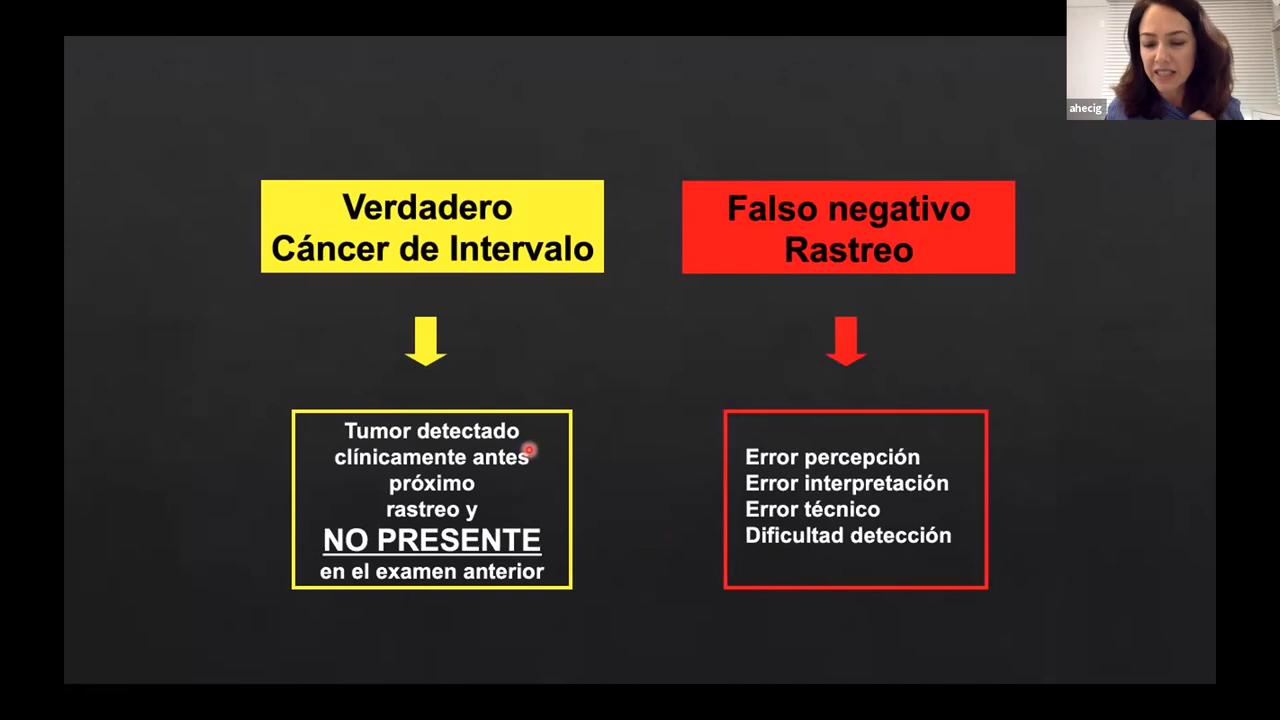 ahecig
Verdadero
Cáncer de Intervalo
Falso negativo
Rastreo
Tumor detectado
clínicamente antes
próximo
rastreo y
NO PRESENTE
en el examen anterior
Error percepción
Error interpretación
Error técnico
Dificultad detección